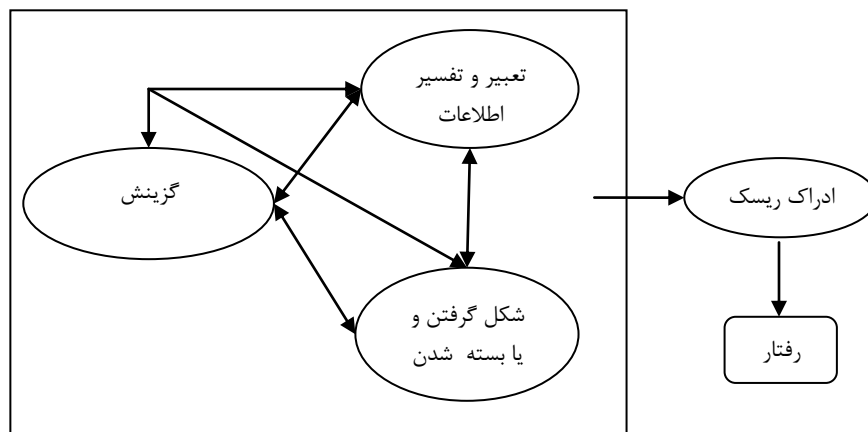 تعبیر و تفسیر
اطلاعات
گزینش
ادراک ریسک
شکل گرفتن و
یا بسته شدن
رفتار